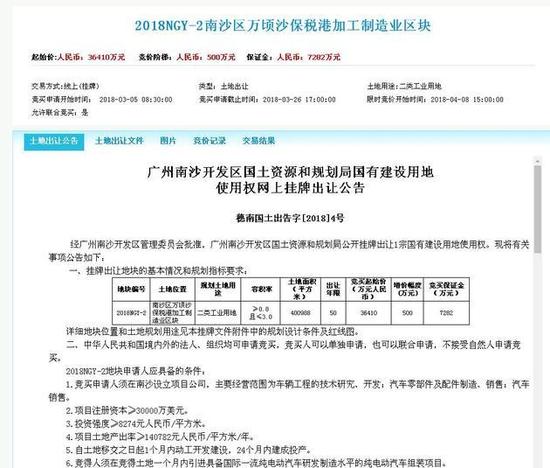 2018NGY-2南沙区万顷沙保税港加工制造业区块
起始价:人民币：36410万元 竞价阶梯：人民币：500万元 保证金：人民币：7282万元
交易方式:线上(挂牌) 类型：土地出让 土地用途:二类工业用地
竞买申请开始时间：2018-03-05 08:30:00 竞买申请截止时间：2018-03-26 17:00:00 限时竞价开始时间：2018-04-08 15:00:00
允许联合竞买：是
土地出让公告 土地出让文件 图片 竞价记录 交易结果
广州南沙开发区国土资源和规划局国有建设用地
使用权网上挂牌出让公告
穗南国土出告字[2018]4号
经广州南沙开发区管理委员会批准，广州南沙开发区国土资源和规划局公开挂牌出让1宗国有建设用地使用权。现将有关
事项公告如下：
一、挂牌出让地块的基本情况和规划指标要求：
地块编号 土地位置 规划土地用途 容积率 土地面积（平方米） 出让年限 竞买起始价（万元人民币） 增价幅度(万元) 竞买保证金（万元）
2018NGY-2 南沙区万顷沙保税港加工制造业区块 二类工业用地 ≥0.8且≤3.0 400988 50 36410 500 7282
详细地块位置和土地规划用途见本挂牌文件附件中的规划设计条件及红线图。
二、中华人民共和国境内外的法人、组织均可申请竞买，竞买人可以单独申请，也可以联合申请，不接受自然人申请竞
买。
2018NGY-2地块申请人应具备的条件：
1.竞买申请人须在南沙设立项目公司，主要经营范围为车辆工程的技术研究、开发；汽车零部件及配件制造、销售；汽车
销售。
2.项目注册资本≥30000万美元。
3.投资强度≥8274元人民币/平方米。
4.项目土地产出率≥140782元人民币/平方米/年。
5.自土地移交之日起1个月内动工开发建设，24个月内建成投产。
6.竞得人须在竞得土地一个月内引进具备国际一流纯电动汽车研发制造水平的纯电动汽车组装项目。